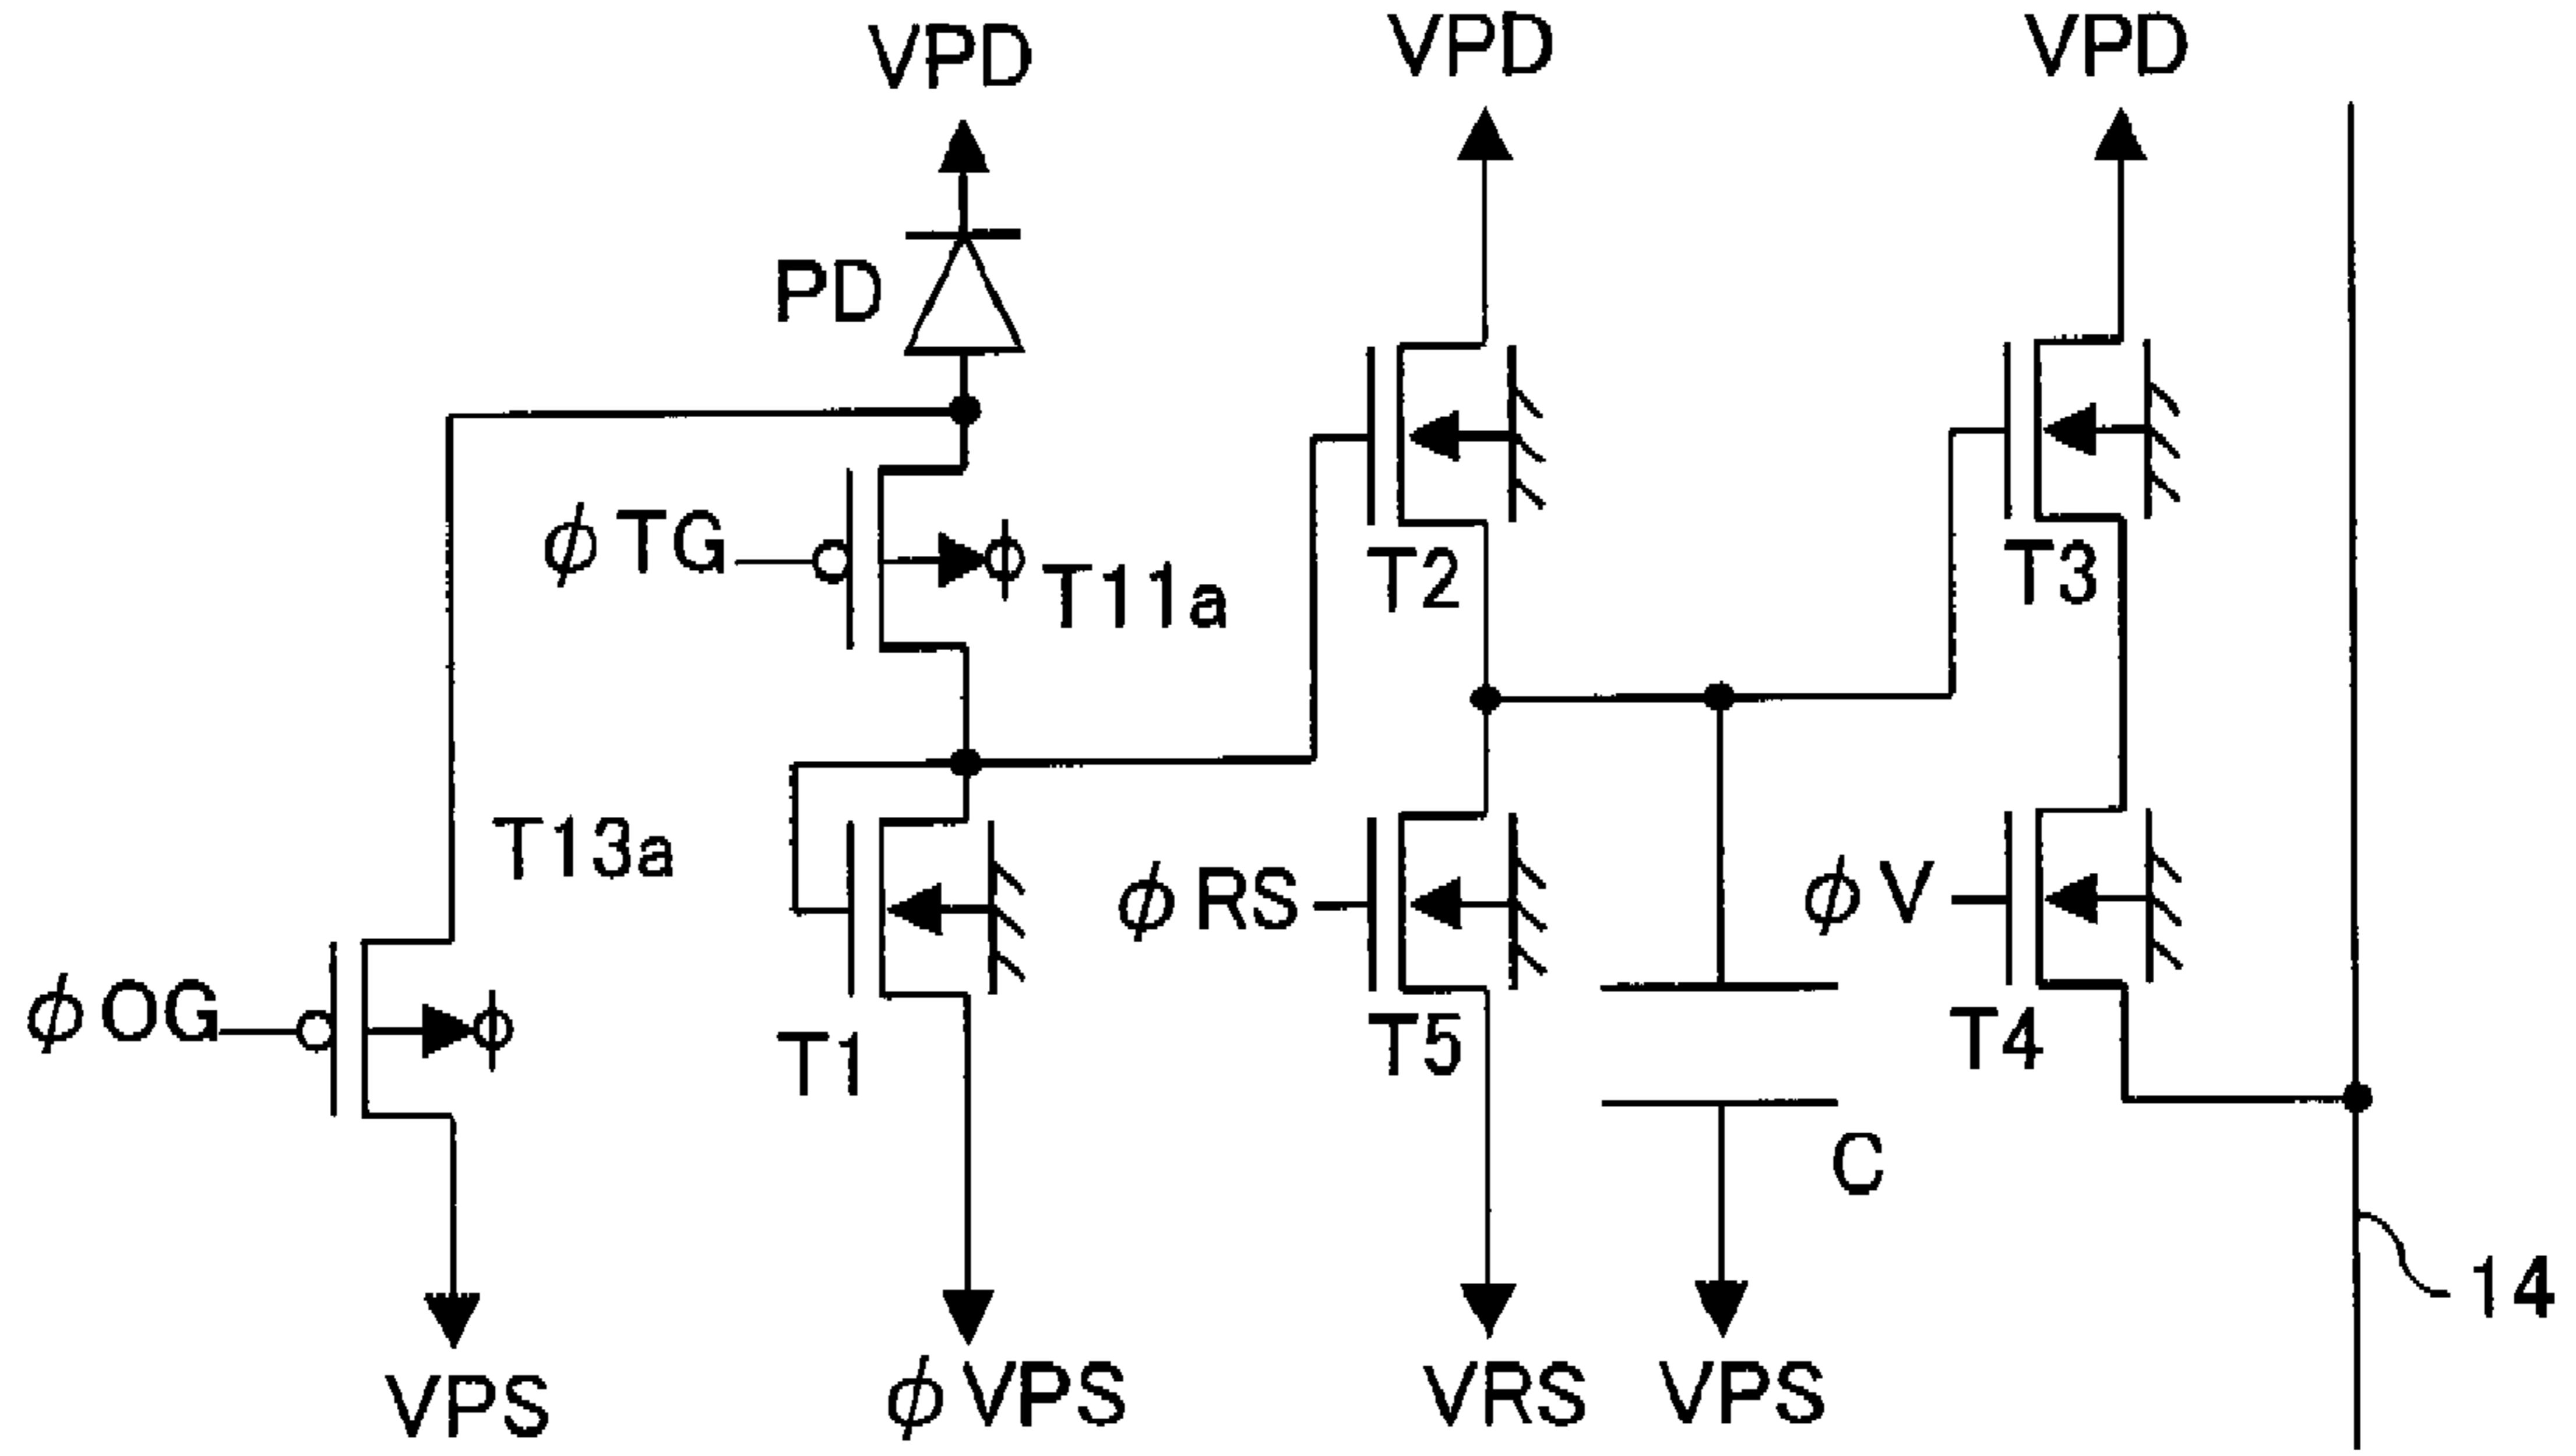 VPD VPD VPD
PD
φTG T11a T2 T3
T13a
φRS φV
φOG T1 T5 T4
C
14
VPS φVPS VRS VPS